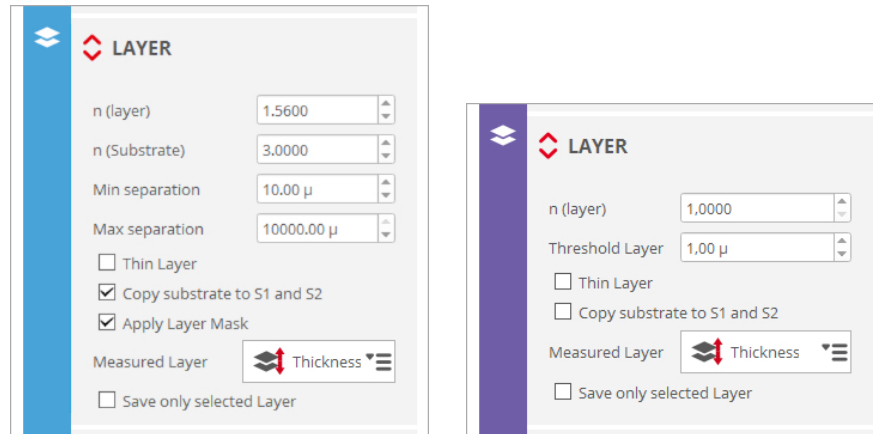 LAYER
n (layer) 1.5600
n (Substrate) 3.0000
Min separation 10.00 µ
Max separation 10000.00 µ
Thin Layer
Copy substrate to S1 and S2
Apply Layer Mask
Measured Layer Thickness
Save only selected Layer
LAYER
n (layer) 1,0000
Threshold Layer 1,00 µ
Thin Layer
Copy substrate to S1 and S2
Measured Layer Thickness
Save only selected Layer